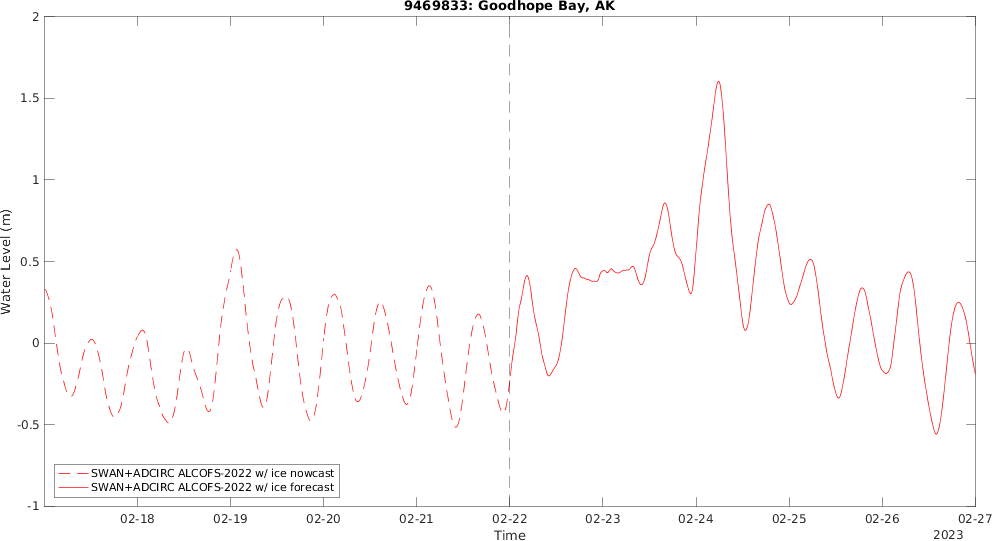 9469833: Goodhope Bay, AK
2
1.5
1
0.5
0
-0.5
-1
Water Level (m)
SWAN+ADCIRC ALCOFS-2022 w/ ice nowcast
SWAN+ADCIRC ALCOFS-2022 w/ ice forecast
02-18 02-19 02-20 02-21 02-22 02-23 02-24 02-25 02-26 02-27
Time
2023